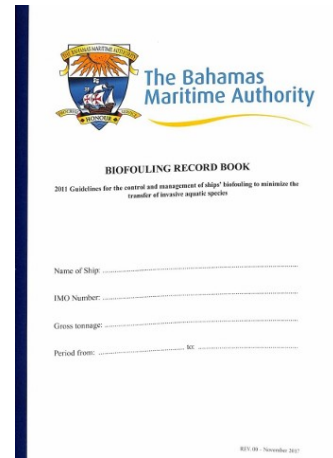 THE BAHAMAS MARITIME AUTHORITY
The Bahamas
Maritime Authority
HONOUR
BIOFOULING RECORD BOOK
2011 Guidelines for the control and management of ships' biofouling to minimize the
transfer of invasive aquatic species
Name of Ship:
IMO Number:
Gross tonnage:
Period from: to:
REV. 00 - November 2017